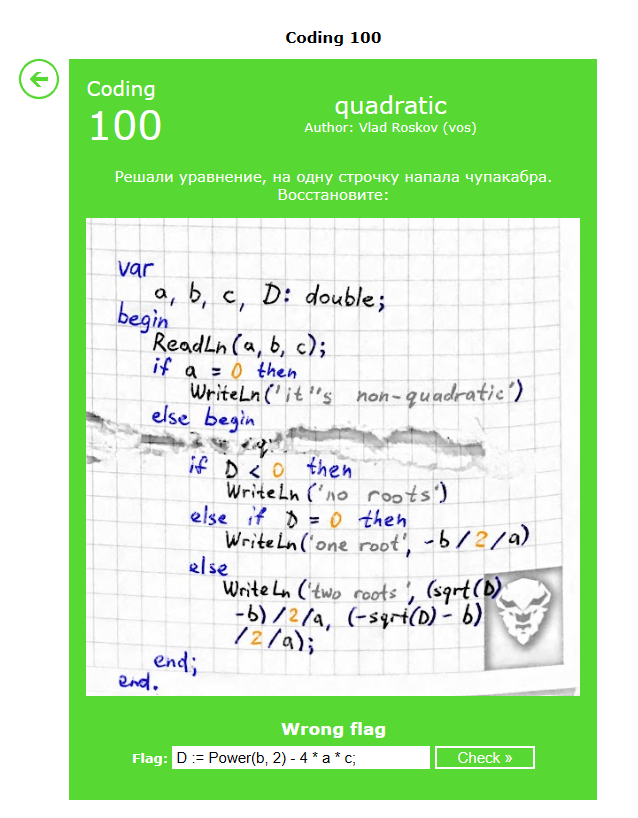 Coding 100
Coding
100
quadratic
Author: Vlad Roskov (vos)
Решали уравнение, на одну строчку напала чупакабра.
Восстановите:
var
a, b, c, D: double;
begin
ReadLn(a, b, c);
if a = 0 then
WriteLn('it''s non-quadratic')
else begin
if D < 0 then
WriteLn('no roots')
else if D = 0 then
WriteLn('one root', -b/2/a)
else
WriteLn('two roots', (sqrt(D)
-b)/2/a, (-sqrt(D)-b)
/2/a);
end;
end.
Wrong flag
Flag: D := Power(b, 2) - 4 * a * c; Check »